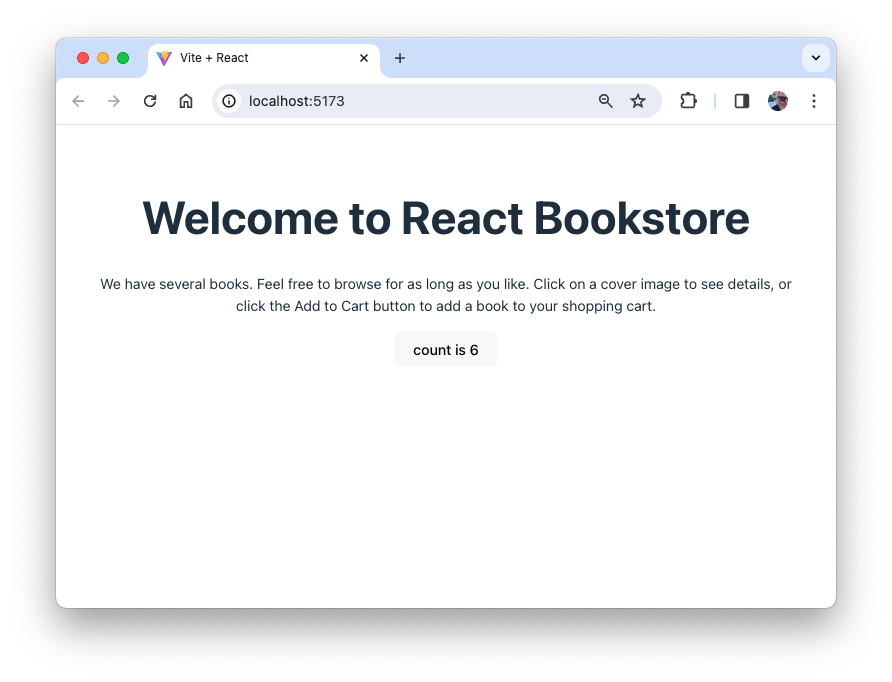 Vite + React
localhost:5173
Welcome to React Bookstore
We have several books. Feel free to browse for as long as you like. Click on a cover image to see details, or
click the Add to Cart button to add a book to your shopping cart.
count is 6